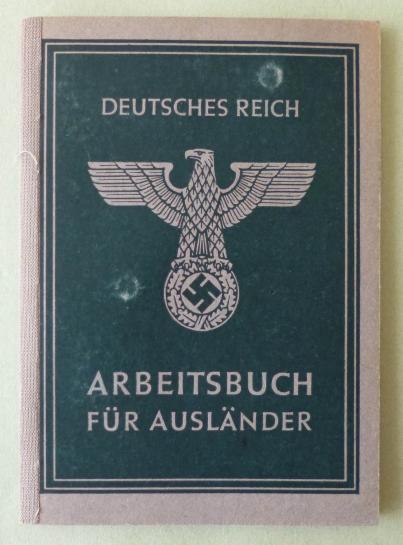 DEUTSCHES REICH
ARBEITSBUCH
FÜR AUSLÄNDER